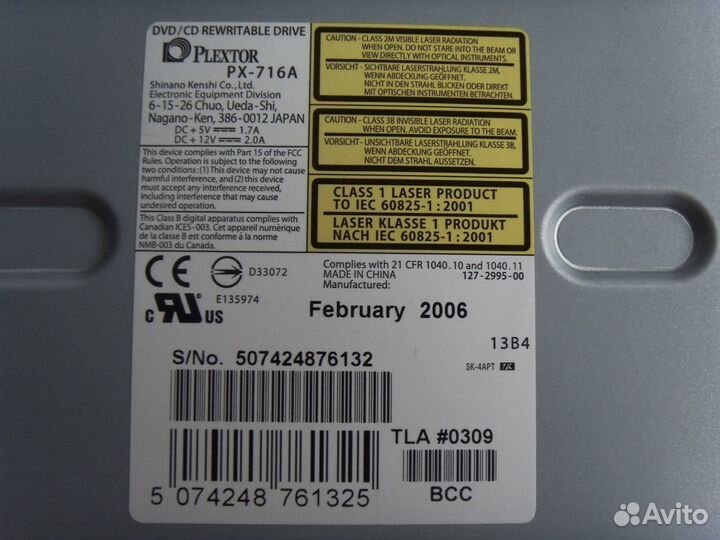 DVD/CD REWRITABLE DRIVE
PLEXTOR
PX-716A
Shinano Kenshi Co., Ltd.
Electronic Equipment Division
6-15-26 Chuo, Ueda-Shi,
Nagano-Ken, 386-0012 JAPAN
DC + 5V 1.7A
DC + 12V 2.0A
This device complies with Part 15 of the FCC
Rules. Operation is subject to the following
two conditions: (1) This device may not cause
harmful interference, and (2) this device
must accept any interference received,
including interference that may cause
undesired operation.
This Class B digital apparatus complies with
Canadian ICES-003. Cet appareil numérique
de la classe B est conforme à la norme
NMB-003 du Canada.
CAUTION - CLASS 2M VISIBLE LASER RADIATION
WHEN OPEN. DO NOT STARE INTO THE BEAM OR
VIEW DIRECTLY WITH OPTICAL INSTRUMENTS.
VORSICHT - SICHTBARE LASERSTRAHLUNG KLASSE 2M,
WENN ABDECKUNG GEÖFFNET.
NICHT IN DEN STRAHL BLICKEN ODER DIREKT
MIT OPTISCHEN INSTRUMENTEN BETRACHTEN.
CAUTION - CLASS 3B INVISIBLE LASER RADIATION
WHEN OPEN. AVOID EXPOSURE TO THE BEAM.
VORSICHT - UNSICHTBARE LASERSTRAHLUNG KLASSE 3B,
WENN ABDECKUNG GEÖFFNET.
NICHT DEM STRAHL AUSSETZEN.
CLASS 1 LASER PRODUCT
TO IEC 60825-1 : 2001
LASER KLASSE 1 PRODUKT
NACH IEC 60825-1 : 2001
CE
D33072
E135974
c UR US
Complies with 21 CFR 1040.10 and 1040.11
MADE IN CHINA 127-2995-00
Manufactured:
February 2006
13B4
SK-4APT
S/No. 507424876132
TLA #0309
BCC
5 074248 761325
Avito